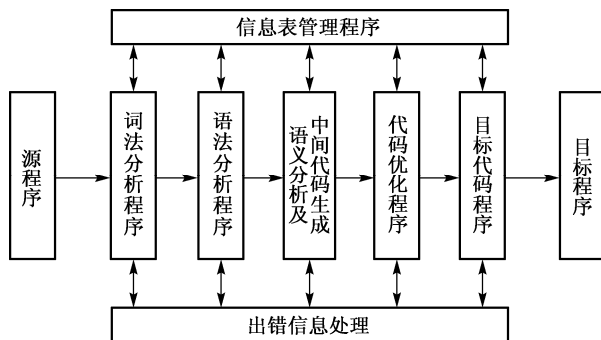 信息表管理程序
源程序
词法分析程序
语法分析程序
中间代码生成
语义分析及
代码优化程序
目标代码程序
目标程序
出错信息处理